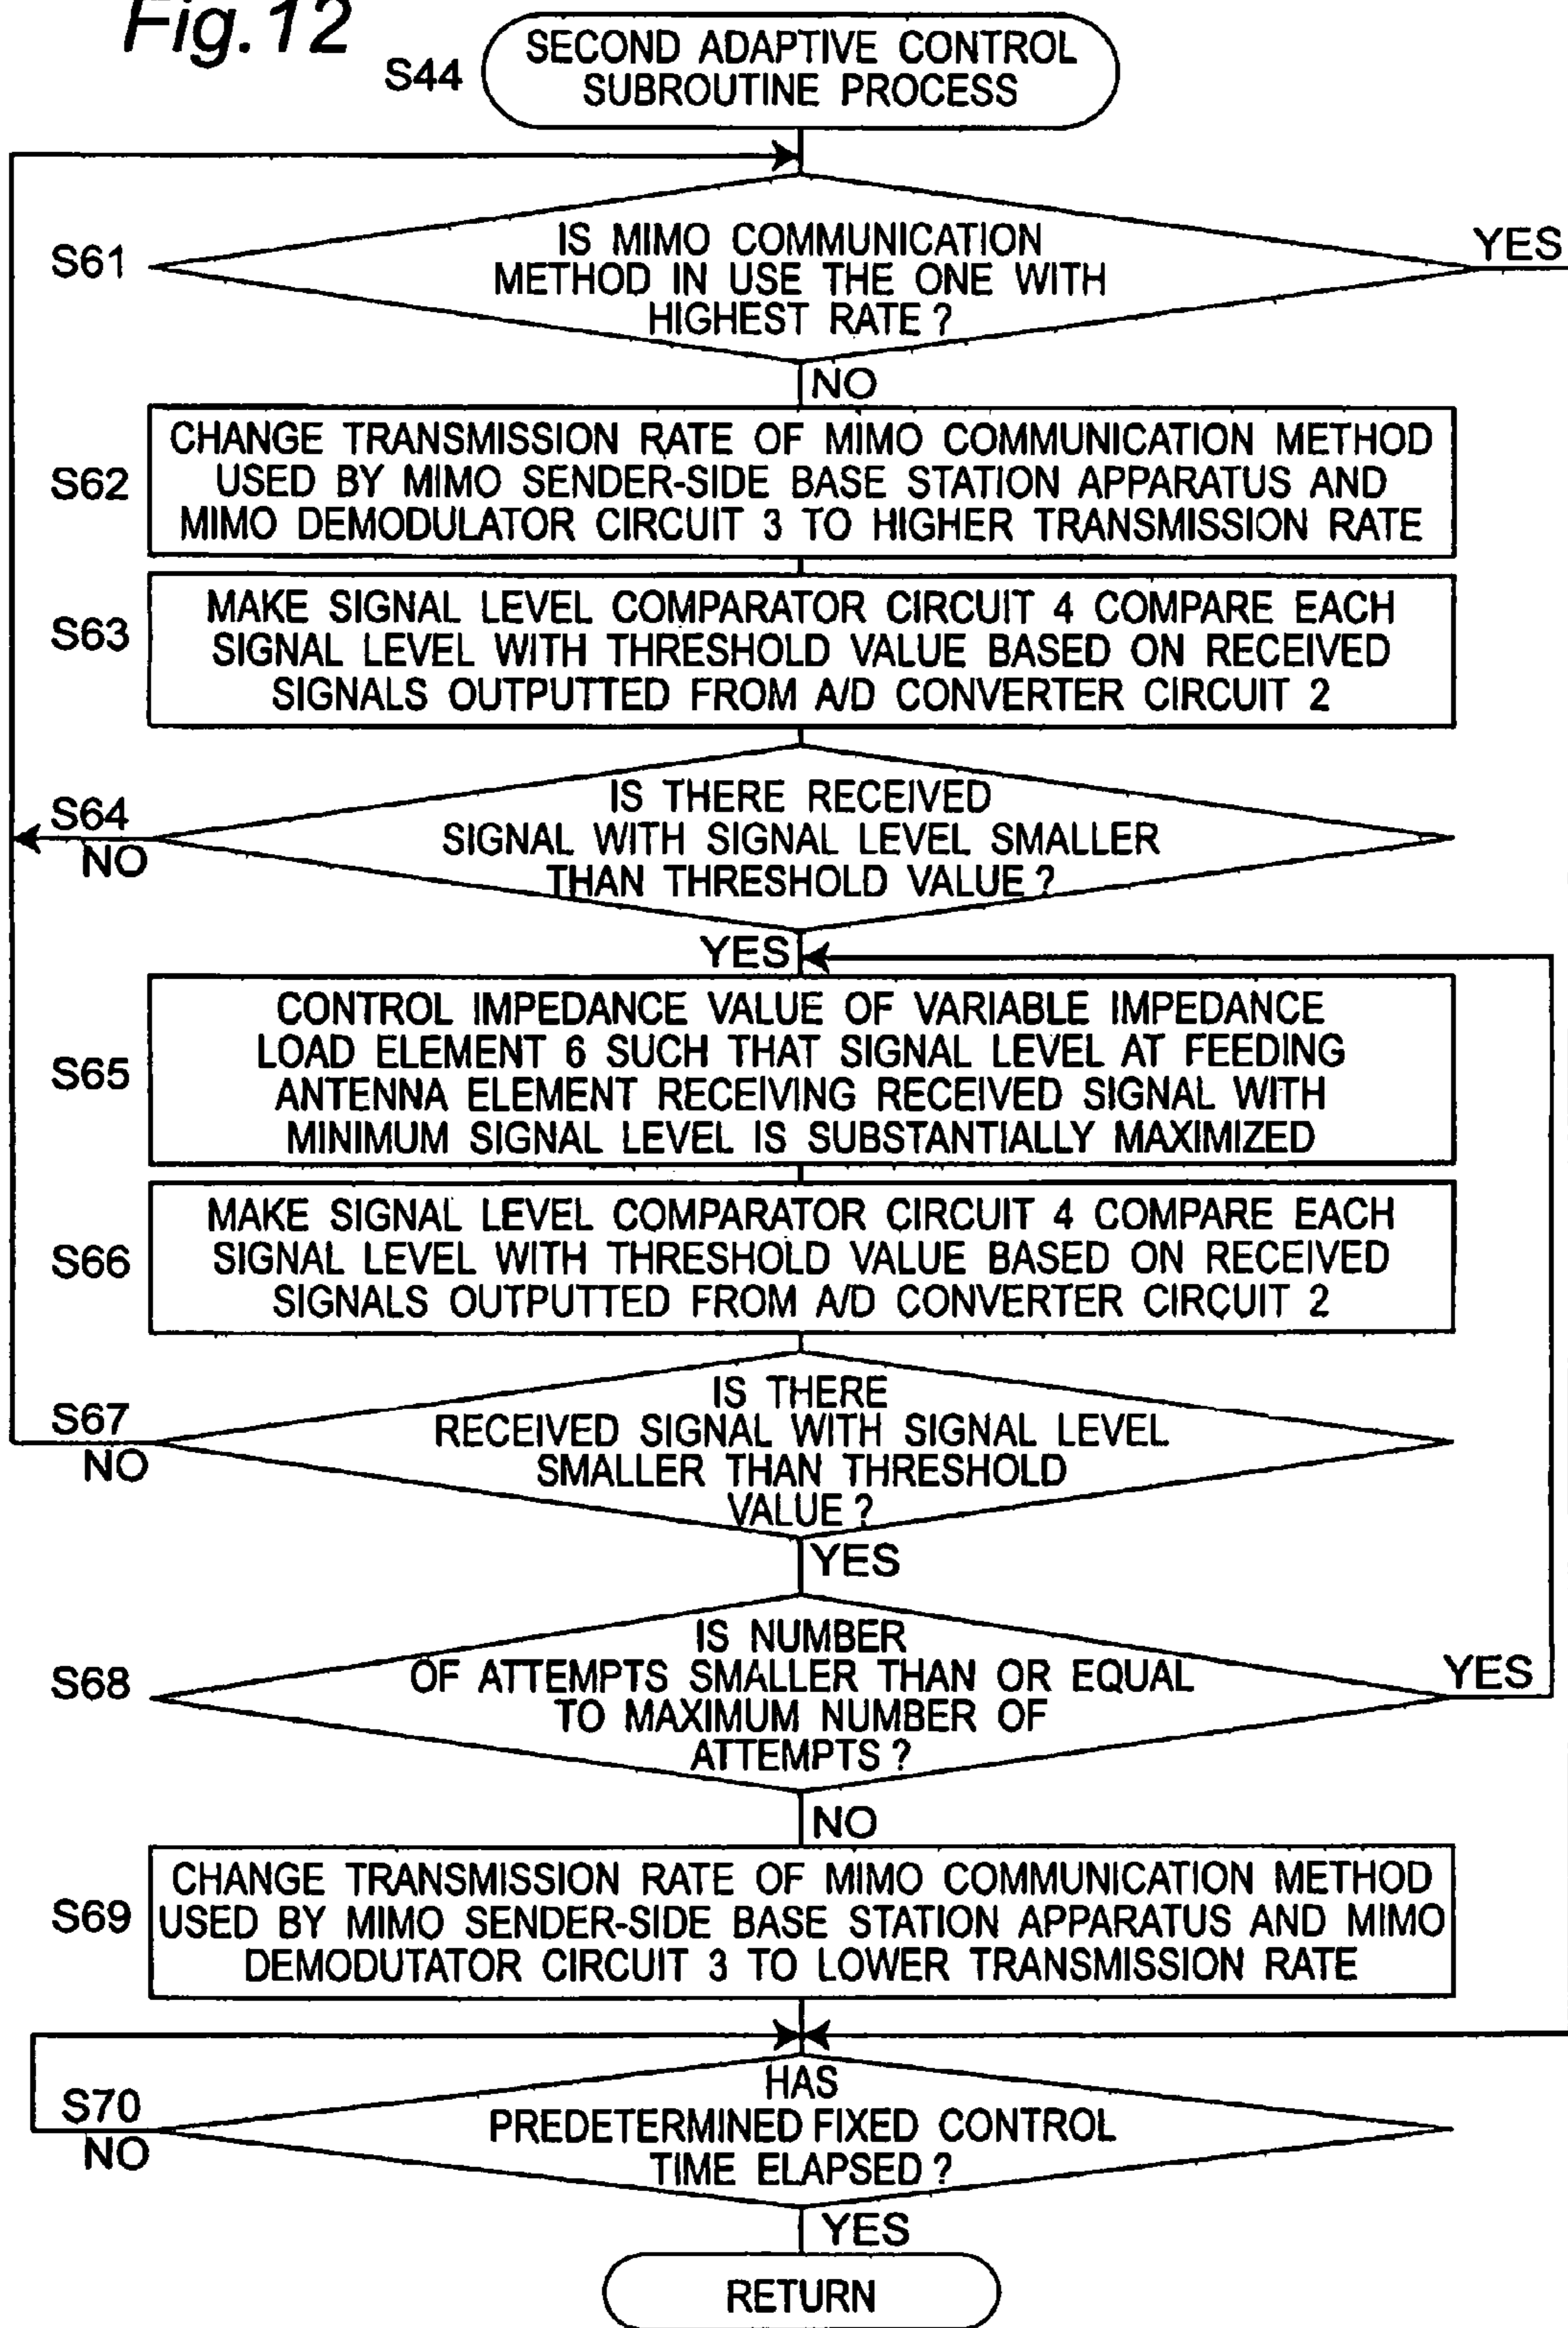 Fig.12
S44
SECOND ADAPTIVE CONTROL
SUBROUTINE PROCESS
S61
IS MIMO COMMUNICATION
METHOD IN USE THE ONE WITH
HIGHEST RATE?
YES
NO
S62
CHANGE TRANSMISSION RATE OF MIMO COMMUNICATION METHOD
USED BY MIMO SENDER-SIDE BASE STATION APPARATUS AND
MIMO DEMODULATOR CIRCUIT 3 TO HIGHER TRANSMISSION RATE
S63
MAKE SIGNAL LEVEL COMPARATOR CIRCUIT 4 COMPARE EACH
SIGNAL LEVEL WITH THRESHOLD VALUE BASED ON RECEIVED
SIGNALS OUTPUTTED FROM A/D CONVERTER CIRCUIT 2
S64
NO
IS THERE RECEIVED
SIGNAL WITH SIGNAL LEVEL SMALLER
THAN THRESHOLD VALUE?
YES
S65
CONTROL IMPEDANCE VALUE OF VARIABLE IMPEDANCE
LOAD ELEMENT 6 SUCH THAT SIGNAL LEVEL AT FEEDING
ANTENNA ELEMENT RECEIVING RECEIVED SIGNAL WITH
MINIMUM SIGNAL LEVEL IS SUBSTANTIALLY MAXIMIZED
S66
MAKE SIGNAL LEVEL COMPARATOR CIRCUIT 4 COMPARE EACH
SIGNAL LEVEL WITH THRESHOLD VALUE BASED ON RECEIVED
SIGNALS OUTPUTTED FROM A/D CONVERTER CIRCUIT 2
S67
NO
IS THERE
RECEIVED SIGNAL WITH SIGNAL LEVEL
SMALLER THAN THRESHOLD
VALUE?
YES
S68
IS NUMBER
OF ATTEMPTS SMALLER THAN OR EQUAL
TO MAXIMUM NUMBER OF
ATTEMPTS?
YES
NO
S69
CHANGE TRANSMISSION RATE OF MIMO COMMUNICATION METHOD
USED BY MIMO SENDER-SIDE BASE STATION APPARATUS AND MIMO
DEMODUTATOR CIRCUIT 3 TO LOWER TRANSMISSION RATE
S70
NO
HAS
PREDETERMINED FIXED CONTROL
TIME ELAPSED?
YES
RETURN